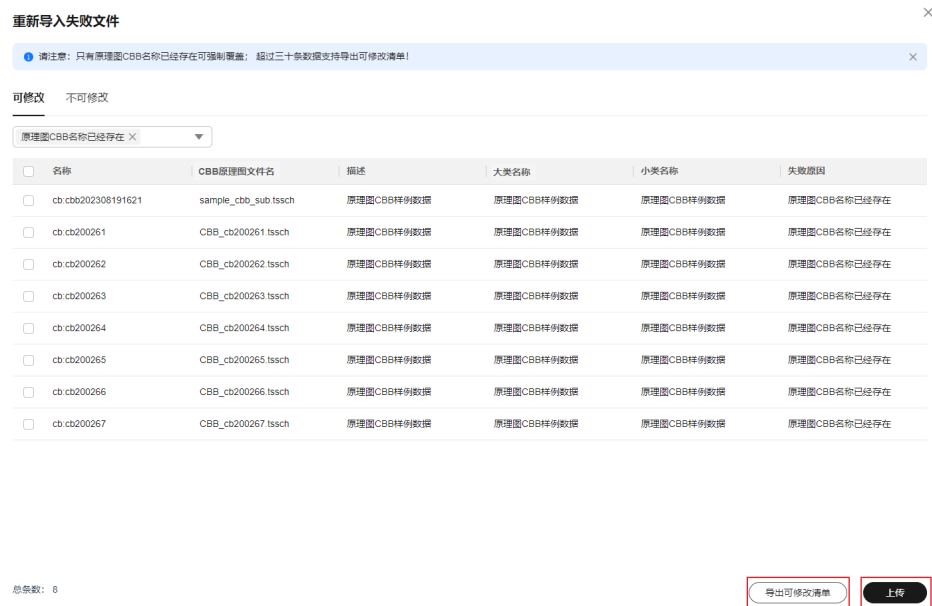 重新导入失败文件
请注意：只有原理图CBB名称已经存在可强制覆盖； 超过三十条数据支持导出可修改清单！
可修改 不可修改
原理图CBB名称已经存在
名称 CBB原理图文件名 描述 大类名称 小类名称 失败原因
cb:cbb202308191621 sample_cbb_sub.tssch 原理图CBB样例数据 原理图CBB样例数据 原理图CBB样例数据 原理图CBB名称已经存在
cb:cb200261 CBB_cb200261.tssch 原理图CBB样例数据 原理图CBB样例数据 原理图CBB样例数据 原理图CBB名称已经存在
cb:cb200262 CBB_cb200262.tssch 原理图CBB样例数据 原理图CBB样例数据 原理图CBB样例数据 原理图CBB名称已经存在
cb:cb200263 CBB_cb200263.tssch 原理图CBB样例数据 原理图CBB样例数据 原理图CBB样例数据 原理图CBB名称已经存在
cb:cb200264 CBB_cb200264.tssch 原理图CBB样例数据 原理图CBB样例数据 原理图CBB样例数据 原理图CBB名称已经存在
cb:cb200265 CBB_cb200265.tssch 原理图CBB样例数据 原理图CBB样例数据 原理图CBB样例数据 原理图CBB名称已经存在
cb:cb200266 CBB_cb200266.tssch 原理图CBB样例数据 原理图CBB样例数据 原理图CBB样例数据 原理图CBB名称已经存在
cb:cb200267 CBB_cb200267.tssch 原理图CBB样例数据 原理图CBB样例数据 原理图CBB样例数据 原理图CBB名称已经存在
总条数： 8 导出可修改清单 上传